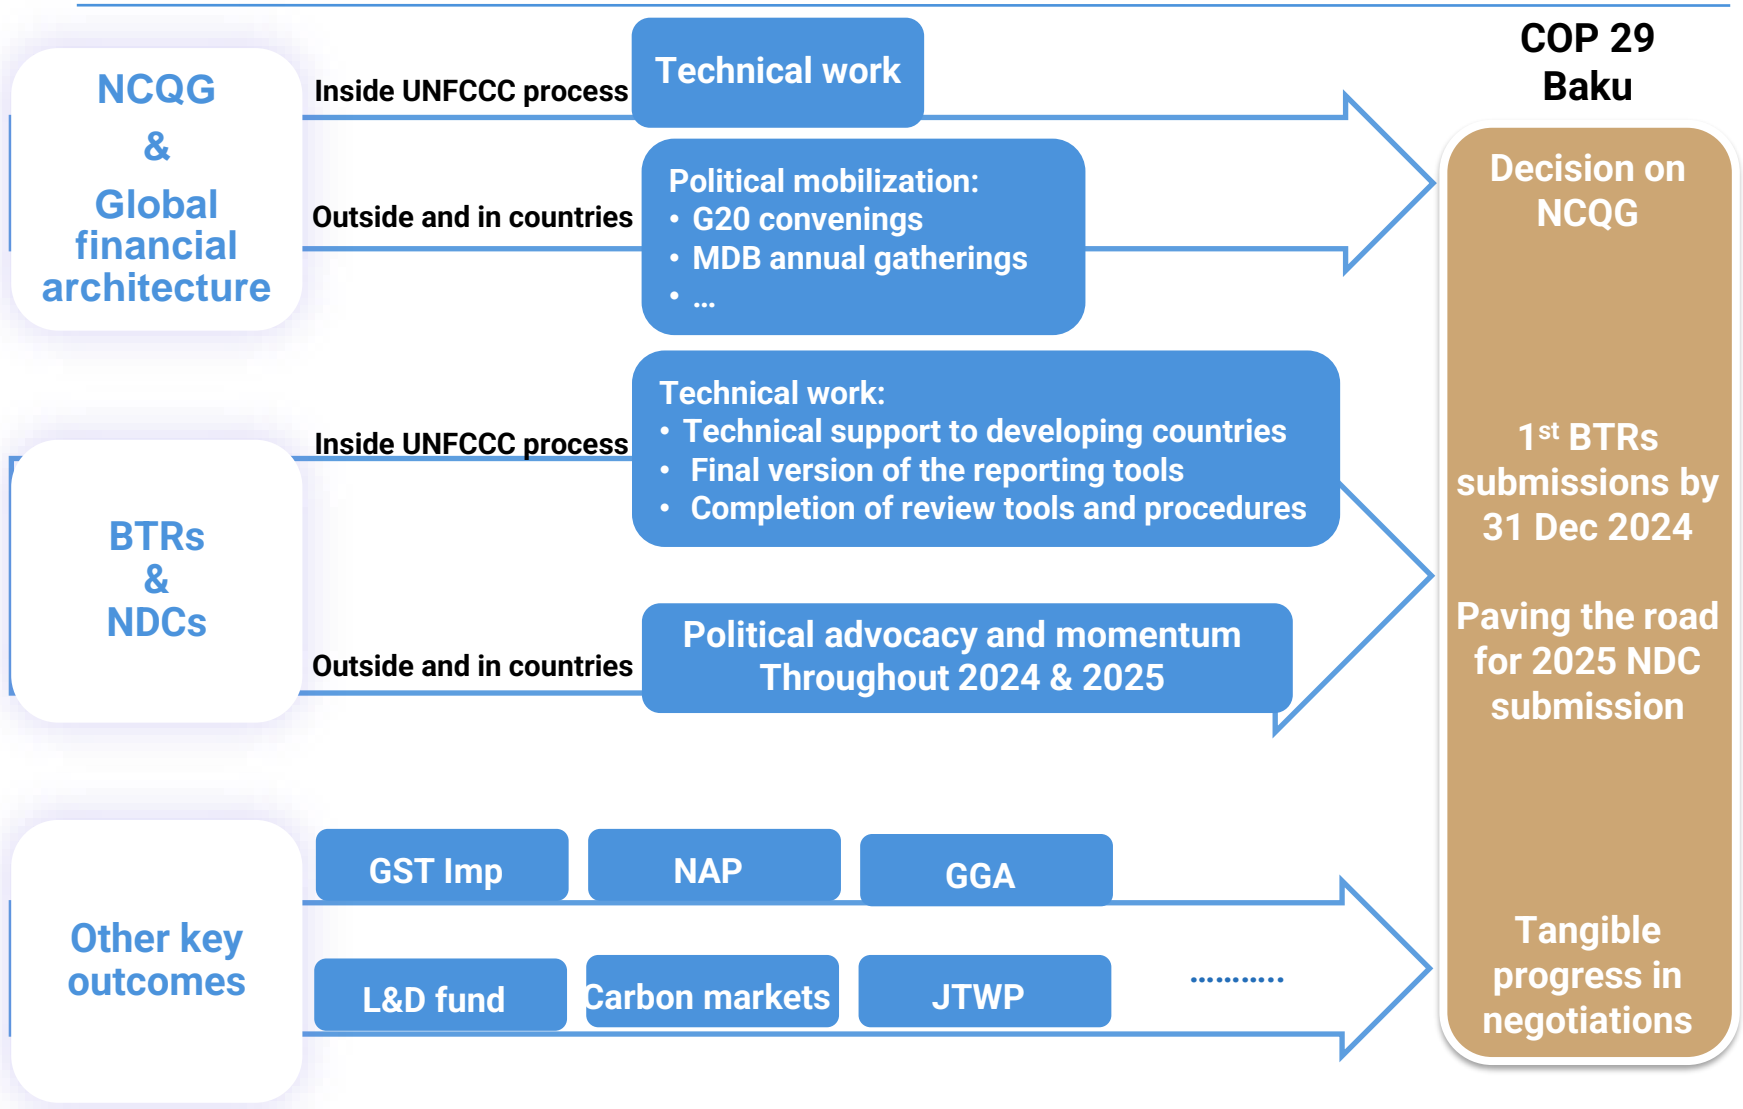 COP 29
Baku
NCQG
&
Global
financial
architecture
Inside UNFCCC process
Technical work
Outside and in countries
Political mobilization:
• G20 convenings
• MDB annual gatherings
• ...
Decision on
NCQG
BTRs
&
NDCs
Inside UNFCCC process
Technical work:
• Technical support to developing countries
• Final version of the reporting tools
• Completion of review tools and procedures
Outside and in countries
Political advocacy and momentum
Throughout 2024 & 2025
1st BTRs
submissions by
31 Dec 2024
Paving the road
for 2025 NDC
submission
Other key
outcomes
GST Imp
NAP
GGA
L&D fund
Carbon markets
JTWP
...........
Tangible
progress in
negotiations